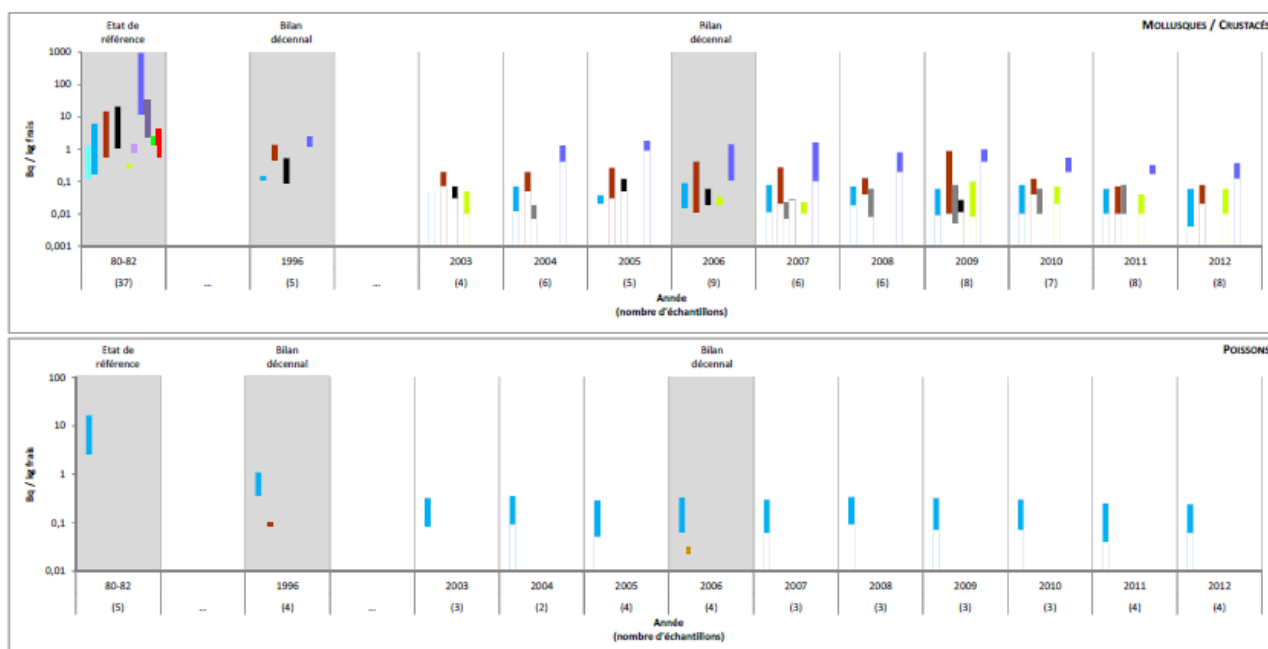 Etat de référence
Bilan décennal
Bilan décennal
MOLLUSQUES / CRUSTACÉS
Bq / kg frais
1000
100
10
1
0,1
0,01
0,001
80-82 ... 1996 ... 2003 2004 2005 2006 2007 2008 2009 2010 2011 2012
(37) (5) (4) (6) (5) (9) (6) (6) (8) (7) (8) (8)
Année
(nombre d'échantillons)
Etat de référence
Bilan décennal
Bilan décennal
POISSONS
Bq / kg frais
100
10
1
0,1
0,01
80-82 ... 1996 ... 2003 2004 2005 2006 2007 2008 2009 2010 2011 2012
(5) (4) (3) (2) (4) (4) (3) (3) (3) (3) (4) (4)
Année
(nombre d'échantillons)